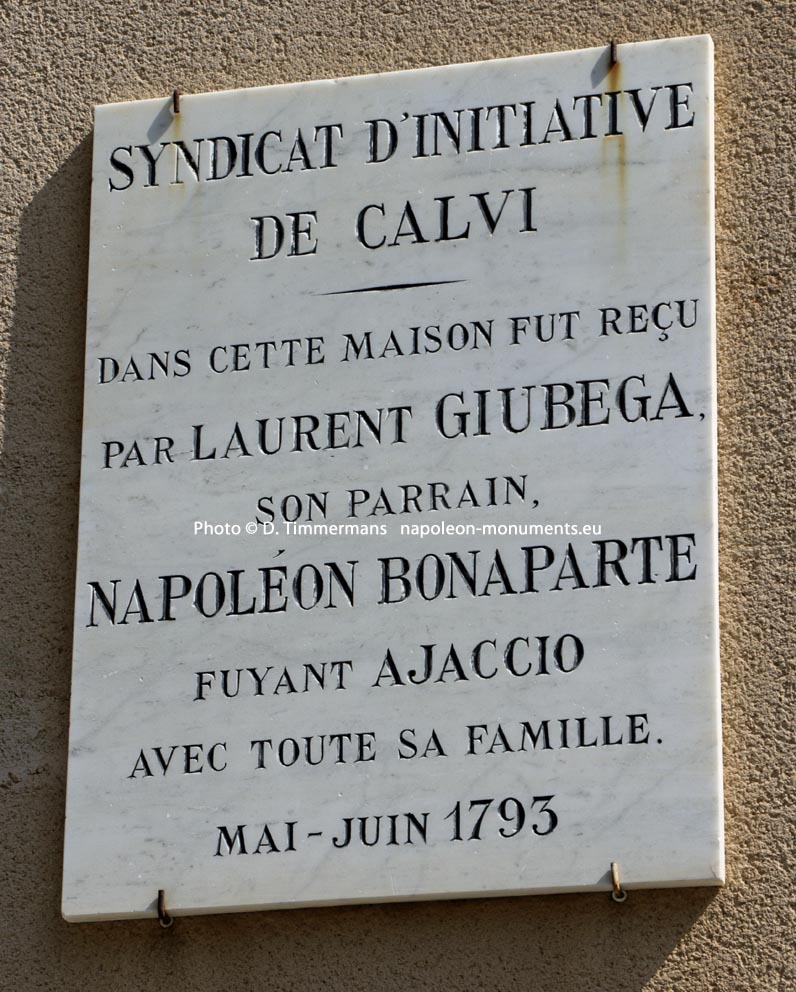 SYNDICAT D'INITIATIVE
DE CALVI
DANS CETTE MAISON FUT REÇU
PAR LAURENT GIUBEGA,
SON PARRAIN,
Photo © D. Timmermans napoleon-monuments.eu
NAPOLÉON BONAPARTE
FUYANT AJACCIO
AVEC TOUTE SA FAMILLE.
MAI-JUIN 1793